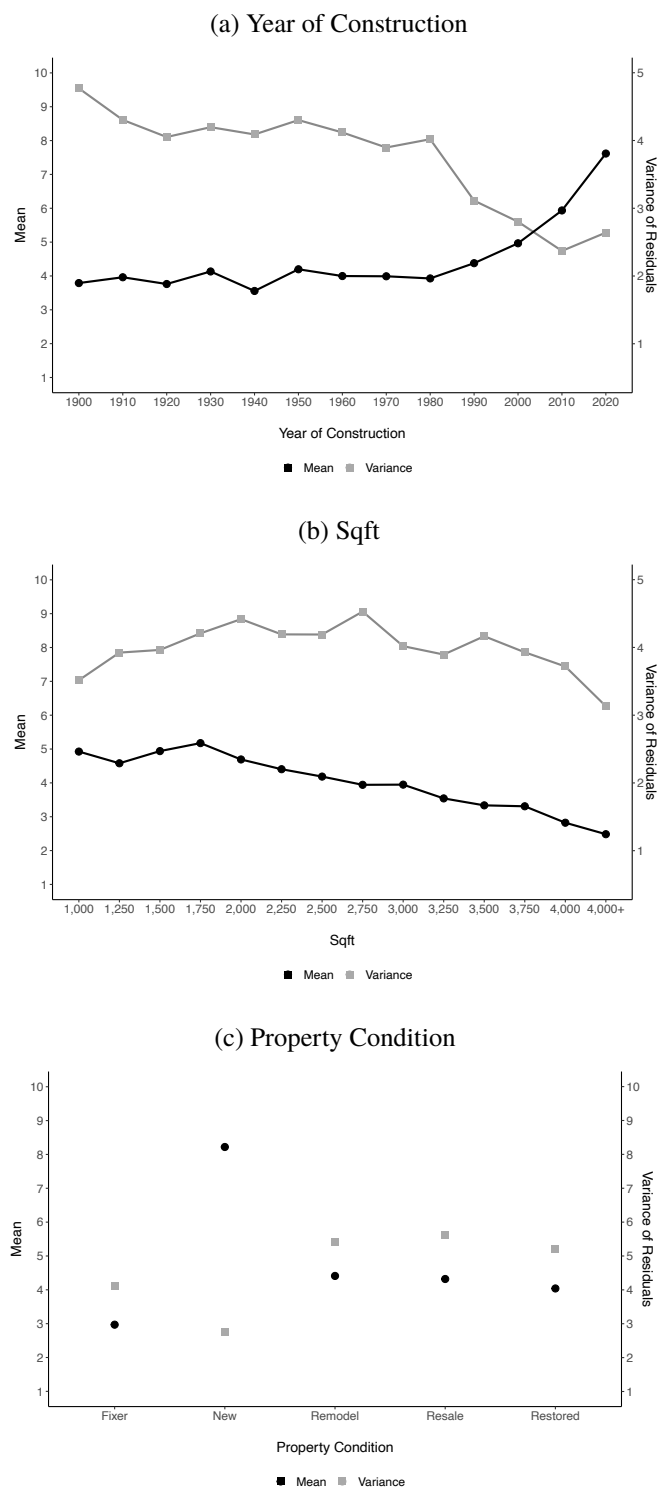 (a) Year of Construction
10
9
8
7
6
5
4
3
2
1
Mean
5
4
3
2
1
Variance of Residuals
1900 1910 1920 1930 1940 1950 1960 1970 1980 1990 2000 2010 2020
Year of Construction
Mean Variance
(b) Sqft
10
9
8
7
6
5
4
3
2
1
Mean
5
4
3
2
1
Variance of Residuals
1,000 1,250 1,500 1,750 2,000 2,250 2,500 2,750 3,000 3,250 3,500 3,750 4,000 4,000+
Sqft
Mean Variance
(c) Property Condition
10
9
8
7
6
5
4
3
2
1
Mean
10
9
8
7
6
5
4
3
2
1
Variance of Residuals
Fixer New Remodel Resale Restored
Property Condition
Mean Variance